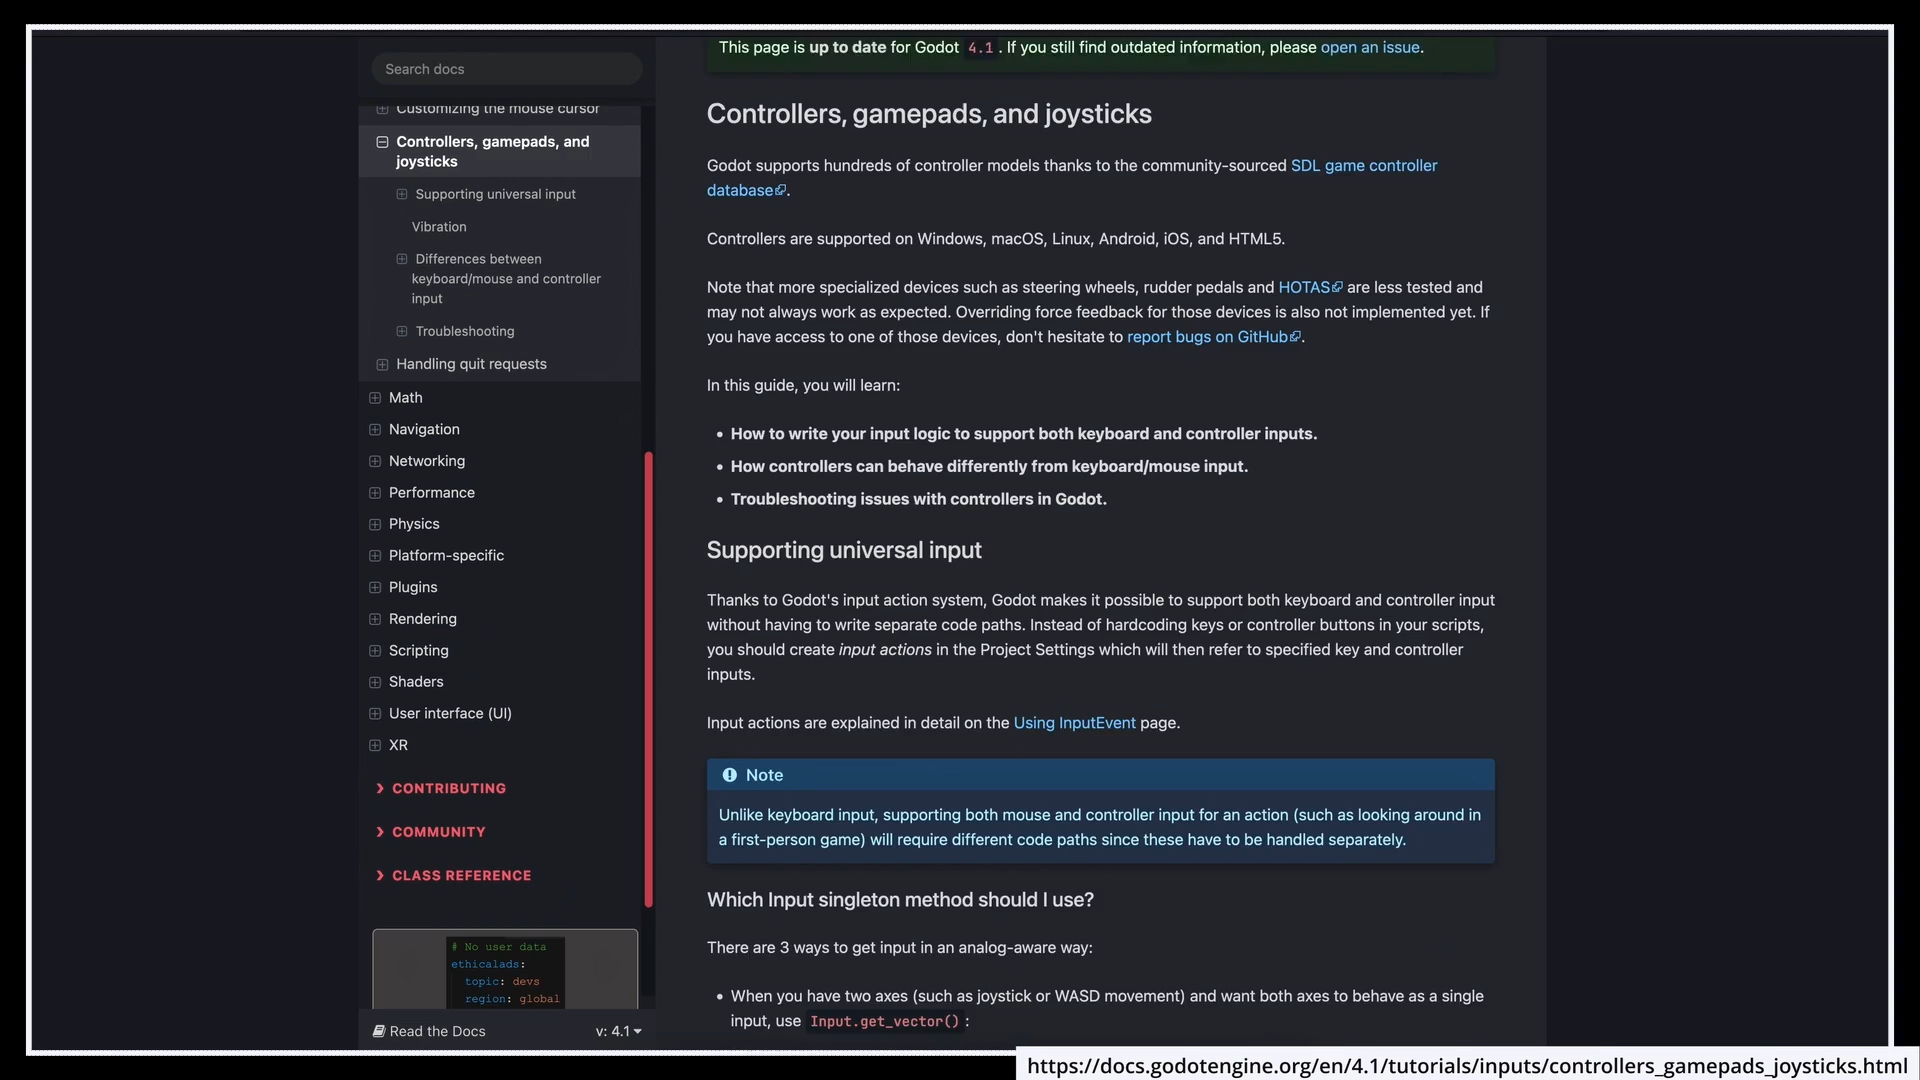 Search docs
Customizing the mouse cursor
Controllers, gamepads, and
joysticks
Supporting universal input
Vibration
Differences between
keyboard/mouse and controller
input
Troubleshooting
Handling quit requests
Math
Navigation
Networking
Performance
Physics
Platform-specific
Plugins
Rendering
Scripting
Shaders
User interface (UI)
XR
CONTRIBUTING
COMMUNITY
CLASS REFERENCE
# No user data
ethicalads:
topic: devs
region: global
Read the Docs
v: 4.1
This page is up to date for Godot 4.1. If you still find outdated information, please open an issue.
Controllers, gamepads, and joysticks
Godot supports hundreds of controller models thanks to the community-sourced SDL game controller
database.
Controllers are supported on Windows, macOS, Linux, Android, iOS, and HTML5.
Note that more specialized devices such as steering wheels, rudder pedals and HOTAS are less tested and
may not always work as expected. Overriding force feedback for those devices is also not implemented yet. If
you have access to one of those devices, don't hesitate to report bugs on GitHub.
In this guide, you will learn:
• How to write your input logic to support both keyboard and controller inputs.
• How controllers can behave differently from keyboard/mouse input.
• Troubleshooting issues with controllers in Godot.
Supporting universal input
Thanks to Godot's input action system, Godot makes it possible to support both keyboard and controller input
without having to write separate code paths. Instead of hardcoding keys or controller buttons in your scripts,
you should create input actions in the Project Settings which will then refer to specified key and controller
inputs.
Input actions are explained in detail on the Using InputEvent page.
Note
Unlike keyboard input, supporting both mouse and controller input for an action (such as looking around in
a first-person game) will require different code paths since these have to be handled separately.
Which Input singleton method should I use?
There are 3 ways to get input in an analog-aware way:
• When you have two axes (such as joystick or WASD movement) and want both axes to behave as a single
input, use Input.get_vector() :
https://docs.godotengine.org/en/4.1/tutorials/inputs/controllers_gamepads_joysticks.html